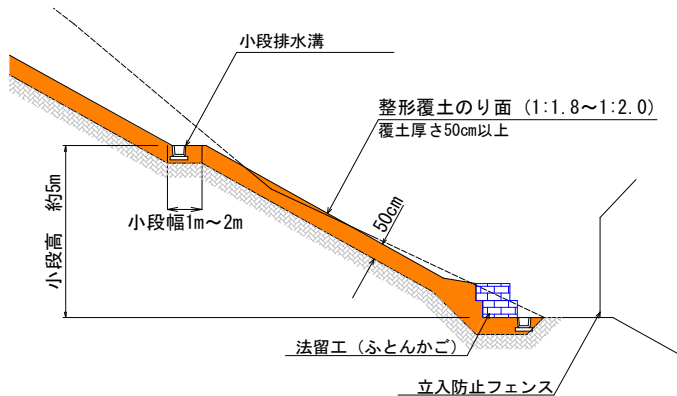 小段排水溝
整形覆土のり面（1:1.8～1:2.0）
覆土厚さ50cm以上
50cm
小段幅1m～2m
小段高　約5m
法留工（ふとんかご）
立入防止フェンス